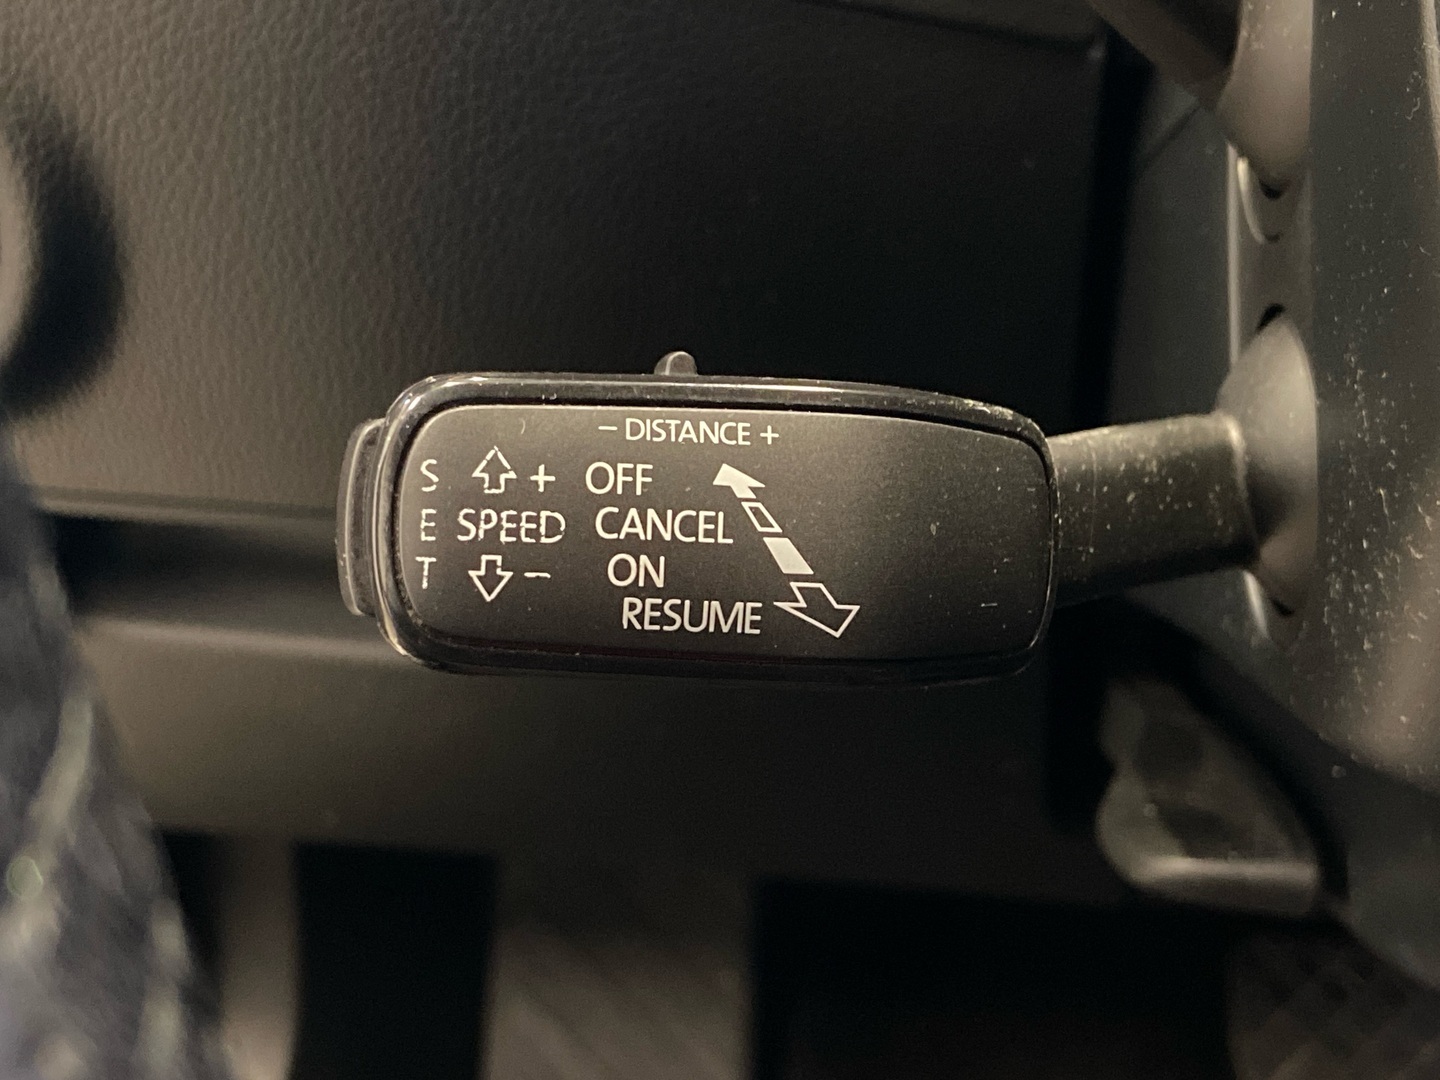 – DISTANCE +
S + OFF
E SPEED CANCEL
T – ON
RESUME